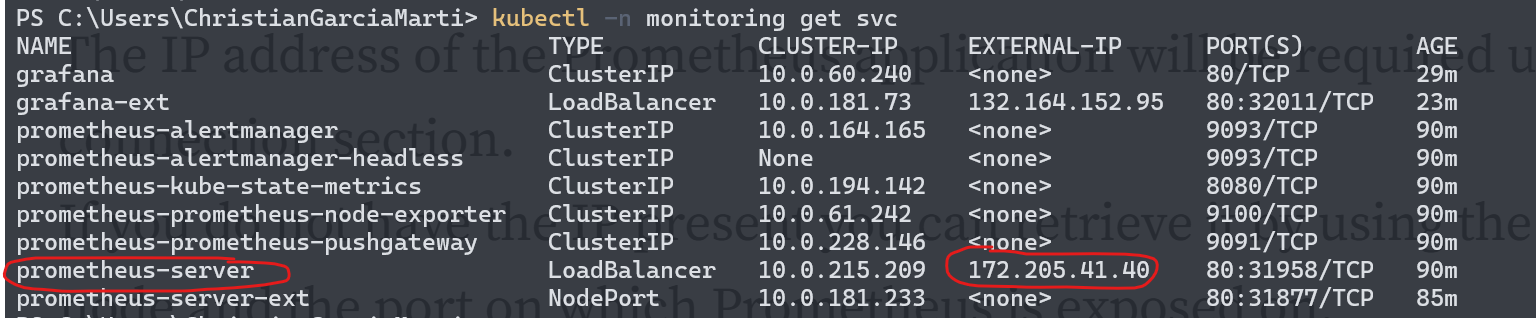 PS C:\Users\ChristianGarciaMarti> kubectl -n monitoring get svc
NAME TYPE CLUSTER-IP EXTERNAL-IP PORT(S) AGE
The IP address of the Prometheus application will be required u
grafana ClusterIP 10.0.60.240 <none> 80/TCP 29m
grafana-ext LoadBalancer 10.0.181.73 132.164.152.95 80:32011/TCP 23m
prometheus-alertmanager ClusterIP 10.0.164.165 <none> 9093/TCP 90m
connection section.
prometheus-alertmanager-headless ClusterIP None <none> 9093/TCP 90m
prometheus-kube-state-metrics ClusterIP 10.0.194.142 <none> 8080/TCP 90m
prometheus-prometheus-node-exporter ClusterIP 10.0.61.242 <none> 9100/TCP 90m
If you do not have the IP present you can retrieve it by using the
prometheus-prometheus-pushgateway ClusterIP 10.0.228.146 <none> 9091/TCP 90m
prometheus-server LoadBalancer 10.0.215.209 172.205.41.40 80:31958/TCP 90m
prometheus-server-ext NodePort 10.0.181.233 <none> 80:31877/TCP 85m
and the port on which Prometheus is exposed on